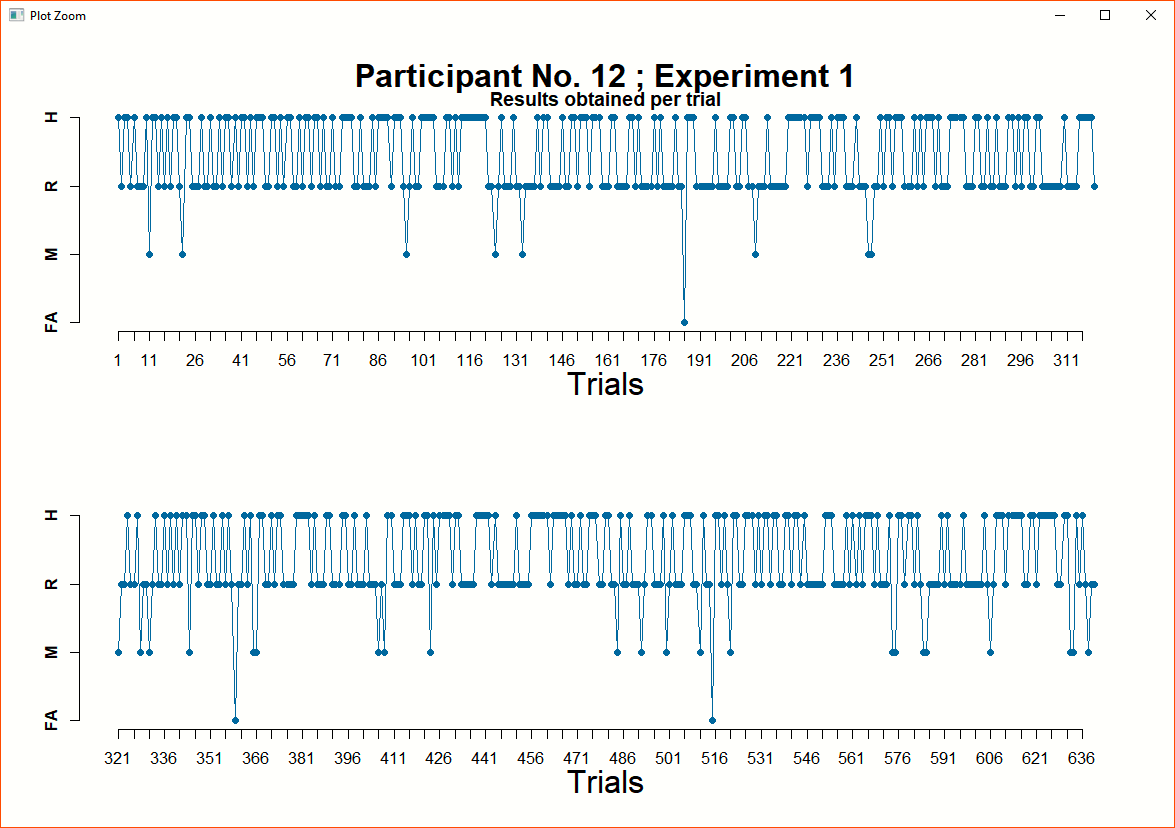 Plot Zoom
Participant No. 12 ; Experiment 1
Results obtained per trial
H
R
M
FA
1 11 26 41 56 71 86 101 116 131 146 161 176 191 206 221 236 251 266 281 296 311
Trials
H
R
M
FA
321 336 351 366 381 396 411 426 441 456 471 486 501 516 531 546 561 576 591 606 621 636
Trials